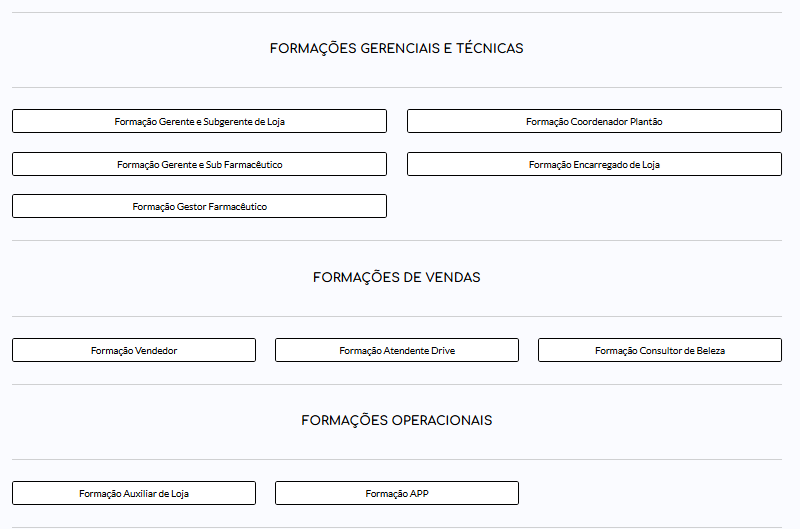 FORMAÇÕES GERENCIAIS E TÉCNICAS
Formação Gerente e Subgerente de Loja
Formação Coordenador Plantão
Formação Gerente e Sub Farmacêutico
Formação Encarregado de Loja
Formação Gestor Farmacêutico
FORMAÇÕES DE VENDAS
Formação Vendedor
Formação Atendente Drive
Formação Consultor de Beleza
FORMAÇÕES OPERACIONAIS
Formação Auxiliar de Loja
Formação APP